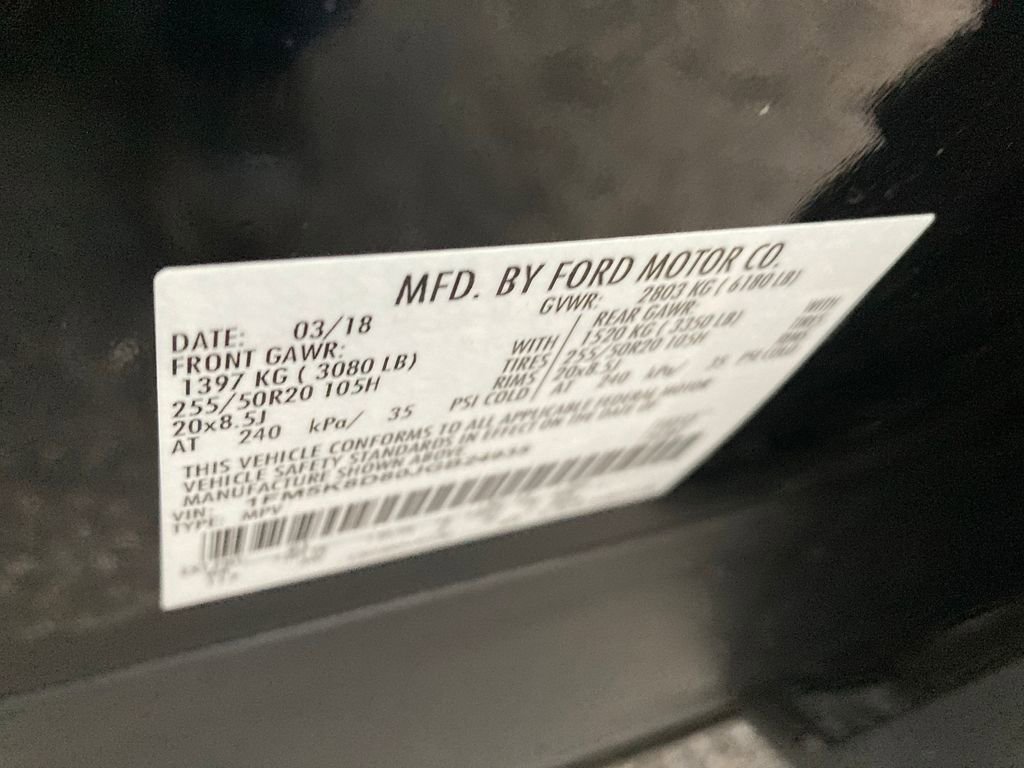 MFD. BY FORD MOTOR CO.
DATE: 03/18 GVWR: 2803 KG ( 6180 LB)
FRONT GAWR: WITH REAR GAWR: WITH
1397 KG ( 3080 LB) TIRES 1520 KG ( 3350 LB) TIRES
255/50R20 105H RIMS 255/50R20 105H RIMS
20x8.5J PSI COLD 20x8.5J PSI COLD
AT 240 kPa/ 35 AT 240 kPa/ 35
THIS VEHICLE CONFORMS TO ALL APPLICABLE FEDERAL MOTOR
VEHICLE SAFETY STANDARDS IN EFFECT ON THE DATE OF
MANUFACTURE SHOWN ABOVE.
VIN:
TYPE: MPV